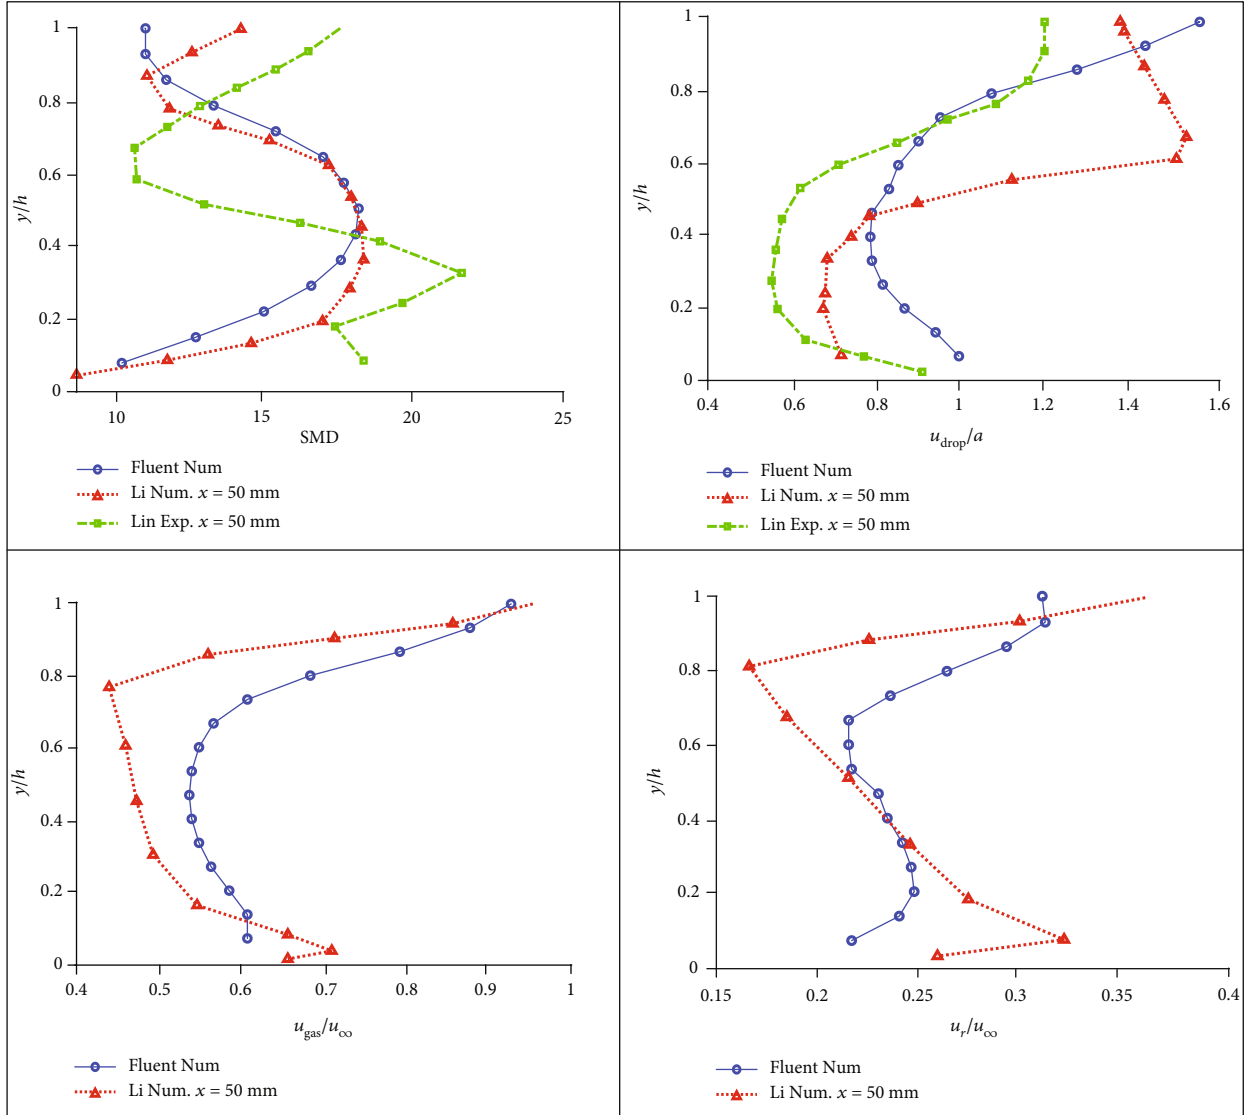 1
0.8
0.6
0.4
0.2
0
y/h
10
15
20
25
SMD
Fluent Num
Li Num. x = 50 mm
Lin Exp. x = 50 mm
1
0.8
0.6
0.4
0.2
0
y/h
0.4
0.6
0.8
1
1.2
1.4
1.6
u_drop/a
Fluent Num
Li Num. x = 50 mm
Lin Exp. x = 50 mm
1
0.8
0.6
0.4
0.2
0
y/h
0.4
0.5
0.6
0.7
0.8
0.9
1
u_gas/u_∞
Fluent Num
Li Num. x = 50 mm
1
0.8
0.6
0.4
0.2
0
y/h
0.15
0.2
0.25
0.3
0.35
0.4
u_r/u_∞
Fluent Num
Li Num. x = 50 mm